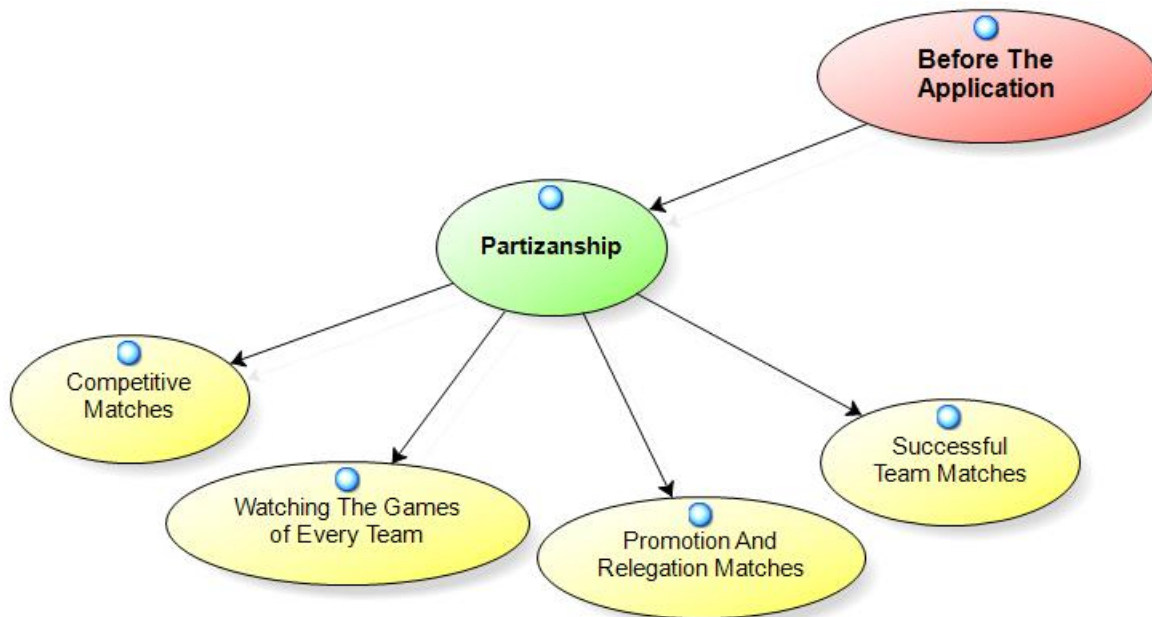 Before The
Application
Partizanship
Competitive
Matches
Watching The Games
of Every Team
Promotion And
Relegation Matches
Successful
Team Matches